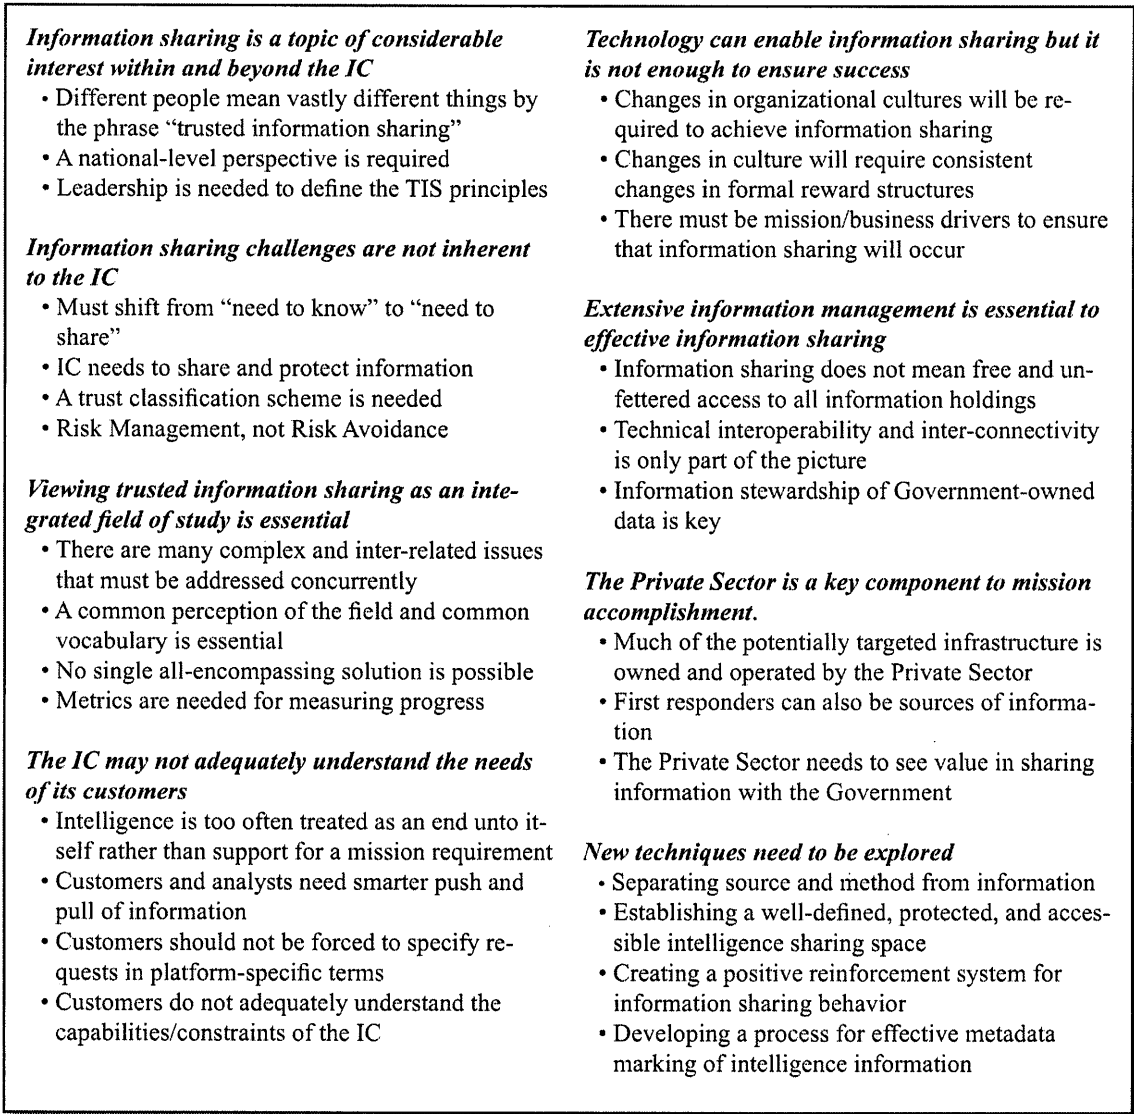 Information sharing is a topic of considerable
interest within and beyond the IC
• Different people mean vastly different things by
the phrase “trusted information sharing”
• A national-level perspective is required
• Leadership is needed to define the TIS principles
Information sharing challenges are not inherent
to the IC
• Must shift from “need to know” to “need to
share”
• IC needs to share and protect information
• A trust classification scheme is needed
• Risk Management, not Risk Avoidance
Viewing trusted information sharing as an inte-
grated field of study is essential
• There are many complex and inter-related issues
that must be addressed concurrently
• A common perception of the field and common
vocabulary is essential
• No single all-encompassing solution is possible
• Metrics are needed for measuring progress
The IC may not adequately understand the needs
of its customers
• Intelligence is too often treated as an end unto it-
self rather than support for a mission requirement
• Customers and analysts need smarter push and
pull of information
• Customers should not be forced to specify re-
quests in platform-specific terms
• Customers do not adequately understand the
capabilities/constraints of the IC
Technology can enable information sharing but it
is not enough to ensure success
• Changes in organizational cultures will be re-
quired to achieve information sharing
• Changes in culture will require consistent
changes in formal reward structures
• There must be mission/business drivers to ensure
that information sharing will occur
Extensive information management is essential to
effective information sharing
• Information sharing does not mean free and un-
fettered access to all information holdings
• Technical interoperability and inter-connectivity
is only part of the picture
• Information stewardship of Government-owned
data is key
The Private Sector is a key component to mission
accomplishment.
• Much of the potentially targeted infrastructure is
owned and operated by the Private Sector
• First responders can also be sources of informa-
tion
• The Private Sector needs to see value in sharing
information with the Government
New techniques need to be explored
• Separating source and method from information
• Establishing a well-defined, protected, and acces-
sible intelligence sharing space
• Creating a positive reinforcement system for
information sharing behavior
• Developing a process for effective metadata
marking of intelligence information